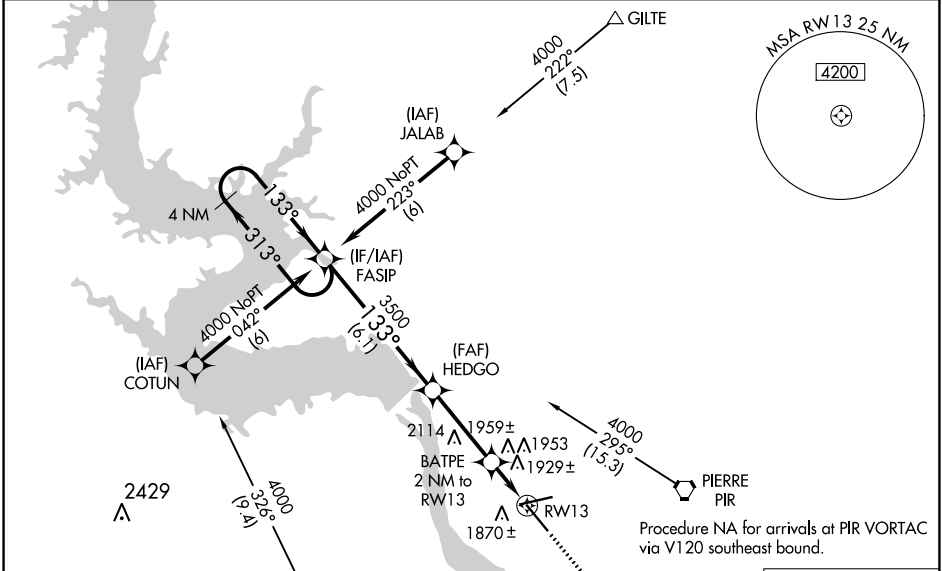 GILTE
4000
222°
(7.5)
MSA RW13 25 NM
4200
(IAF)
JALAB
4000 NoPT
223°
(6)
4 NM
133°
313°
(IF/IAF)
FASIP
4000 NoPT
042°
(6)
(IAF)
COTUN
3500
133°
(6.1)
(FAF)
HEDGO
4000
295°
(15.3)
2114
1959±
1953
1929±
BATPE
2 NM to
RW13
RW13
1870±
PIERRE
PIR
2429
4000
326°
(9.4)
Procedure NA for arrivals at PIR VORTAC
via V120 southeast bound.